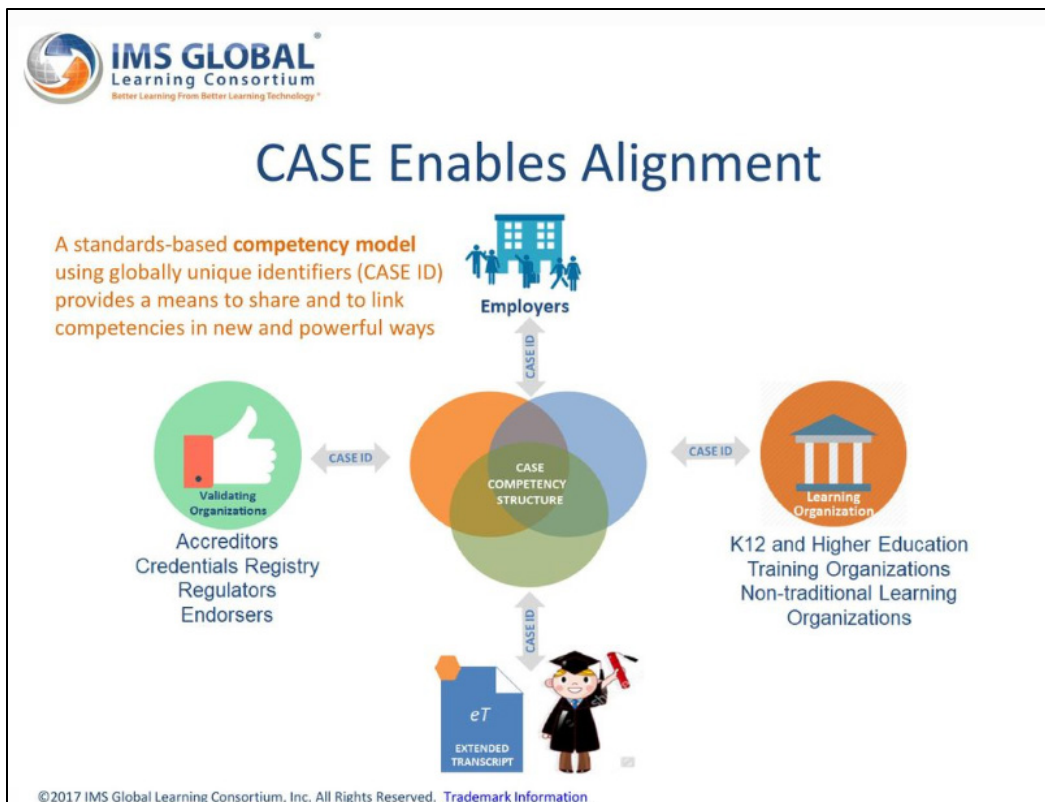 IMS GLOBAL®
Learning Consortium
Better Learning From Better Learning Technology®
CASE Enables Alignment
A standards-based competency model
using globally unique identifiers (CASE ID)
provides a means to share and to link
competencies in new and powerful ways
Employers
CASE ID
Validating
Organizations
CASE ID
CASE
COMPETENCY
STRUCTURE
CASE ID
Learning
Organization
Accreditors
Credentials Registry
Regulators
Endorsers
K12 and Higher Education
Training Organizations
Non-traditional Learning
Organizations
CASE ID
eT
EXTENDED
TRANSCRIPT
©2017 IMS Global Learning Consortium, Inc. All Rights Reserved. Trademark Information